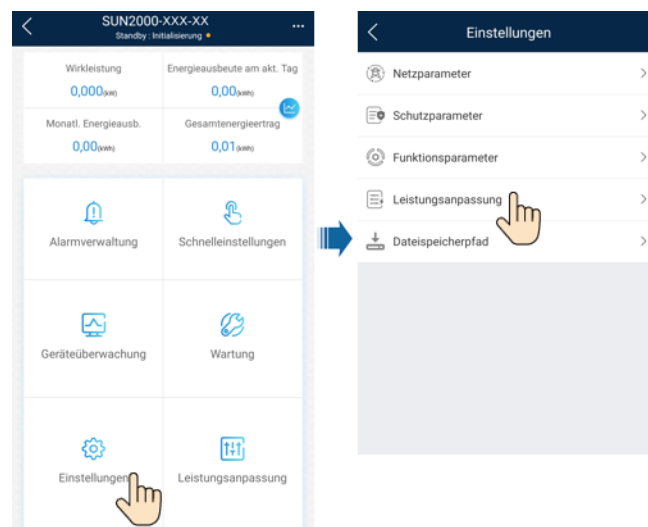 SUN2000-XXX-XX
Standby : Initialisierung
Wirkleistung
0,000(kW)
Energieausbeute am akt. Tag
0,00(kWh)
Monatl. Energieausb.
0,00(kWh)
Gesamtenergieertrag
0,01(kWh)
Alarmverwaltung
Schnelleinstellungen
Geräteüberwachung
Wartung
Einstellungen
Leistungsanpassung
Einstellungen
Netzparameter
Schutzparameter
Funktionsparameter
Leistungsanpassung
Dateispeicherpfad